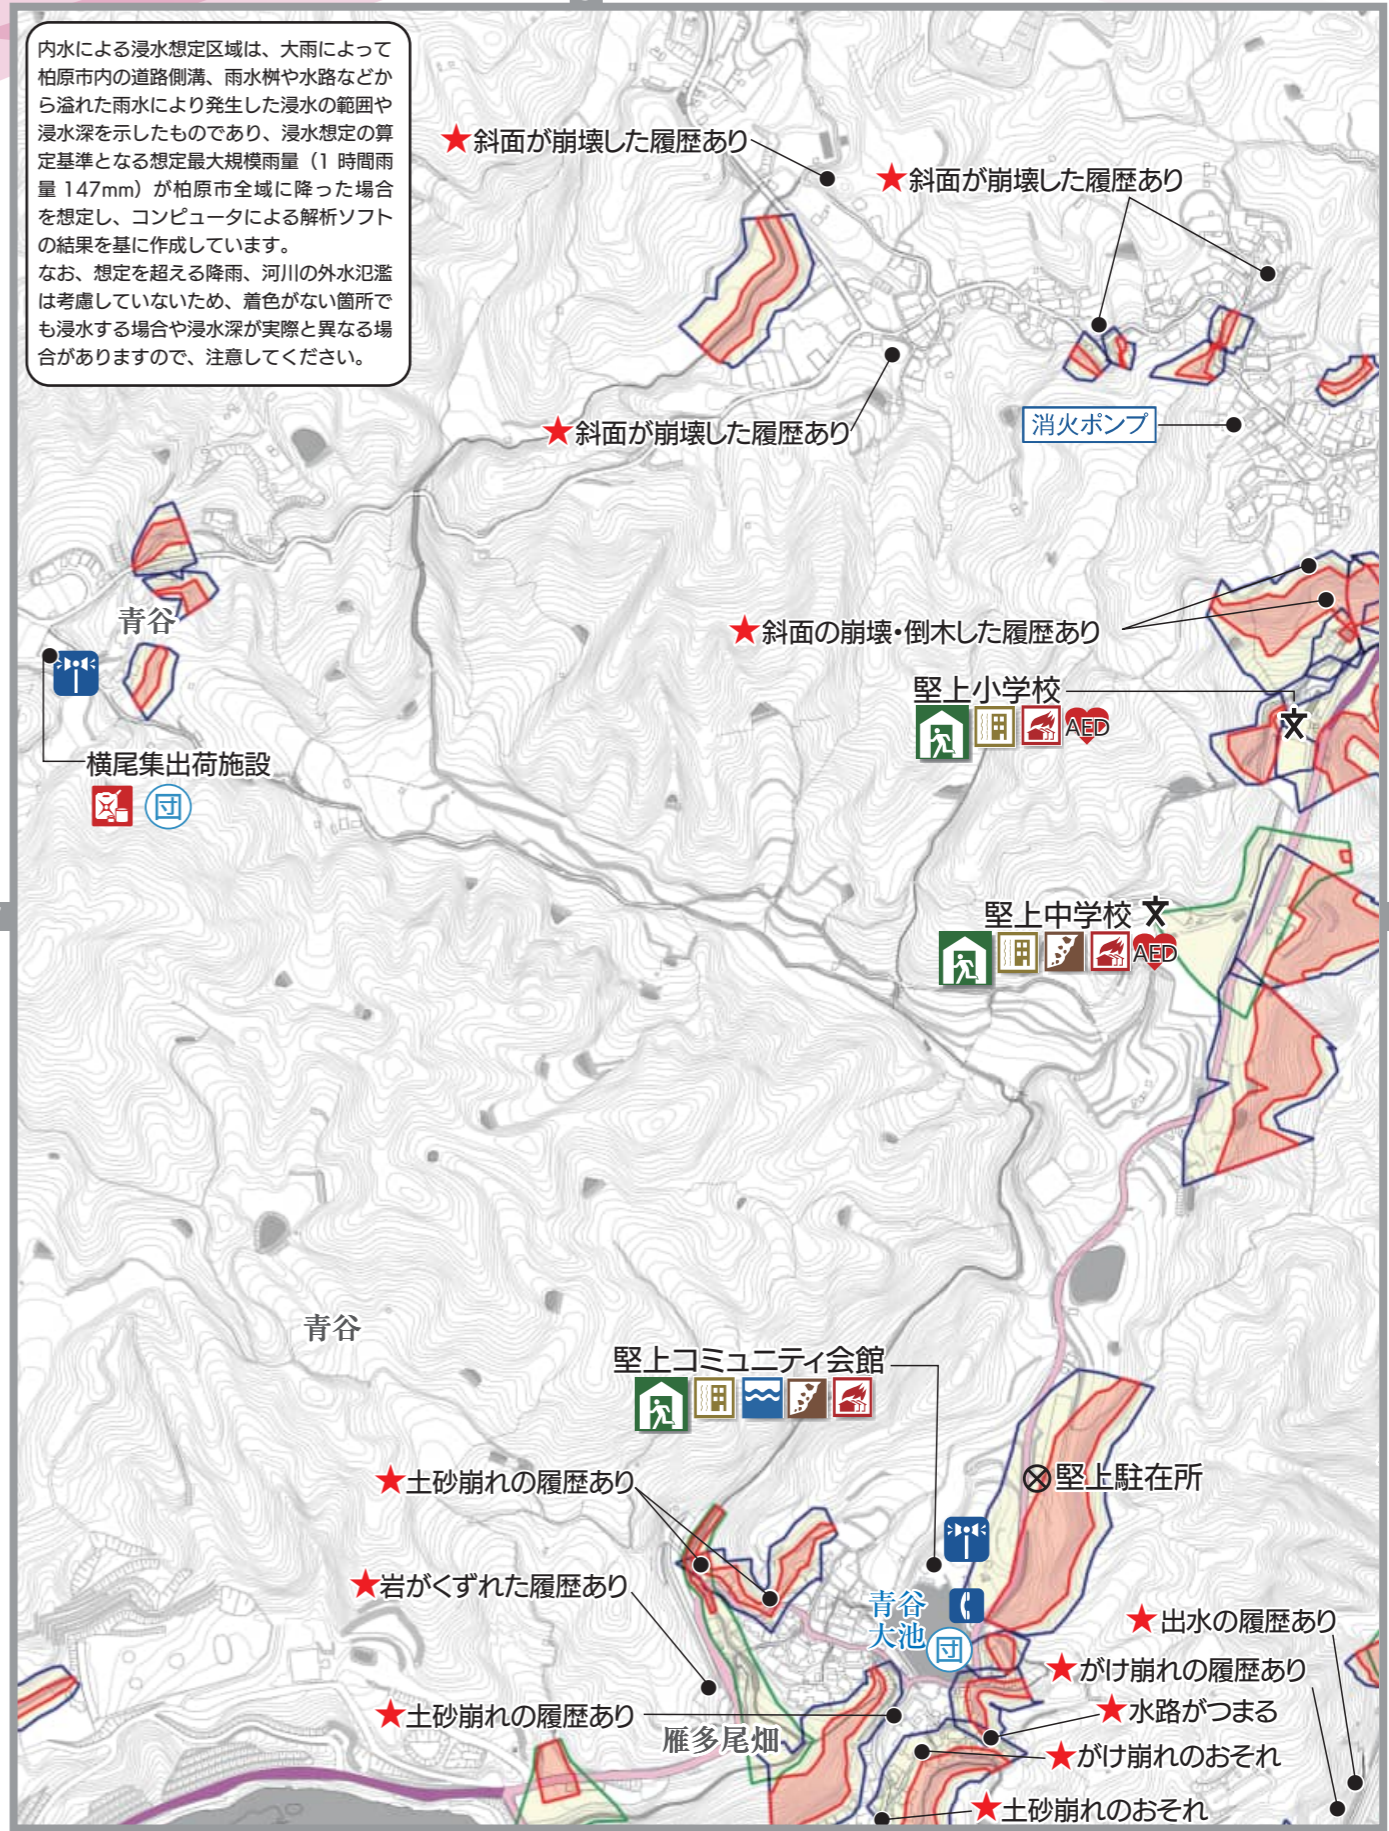 内水による浸水想定区域は、大雨によって
柏原市内の道路側溝、雨水桝や水路などか
ら溢れた雨水により発生した浸水の範囲や
浸水深を示したものであり、浸水想定の算
定基準となる想定最大規模雨量（1 時間雨
量 147mm）が柏原市全域に降った場合
を想定し、コンピュータによる解析ソフト
の結果を基に作成しています。
なお、想定を超える降雨、河川の外水氾濫
は考慮していないため、着色がない箇所で
も浸水する場合や浸水深が実際と異なる場
合がありますので、注意してください。
★斜面が崩壊した履歴あり
★斜面が崩壊した履歴あり
★斜面が崩壊した履歴あり
消火ポンプ
青谷
★斜面の崩壊・倒木した履歴あり
堅上小学校
文
AED
横尾集出荷施設
団
堅上中学校 文
AED
青谷
堅上コミュニティ会館
★土砂崩れの履歴あり
堅上駐在所
★岩がくずれた履歴あり
青谷
大池
団
★出水の履歴あり
★がけ崩れの履歴あり
★土砂崩れの履歴あり
★水路がつまる
雁多尾畑
★がけ崩れのおそれ
★土砂崩れのおそれ